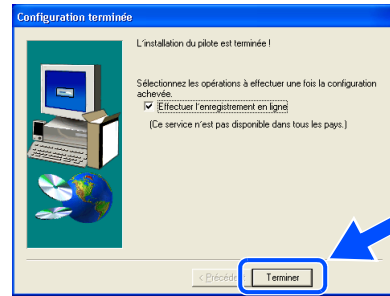 Configuration terminée
L'installation du pilote est terminée !
Sélectionnez les opérations à effectuer une fois la configuration
achevée.
Effectuer l'enregistrement en ligne
(Ce service n'est pas disponible dans tous les pays.)
< Précéde Terminer